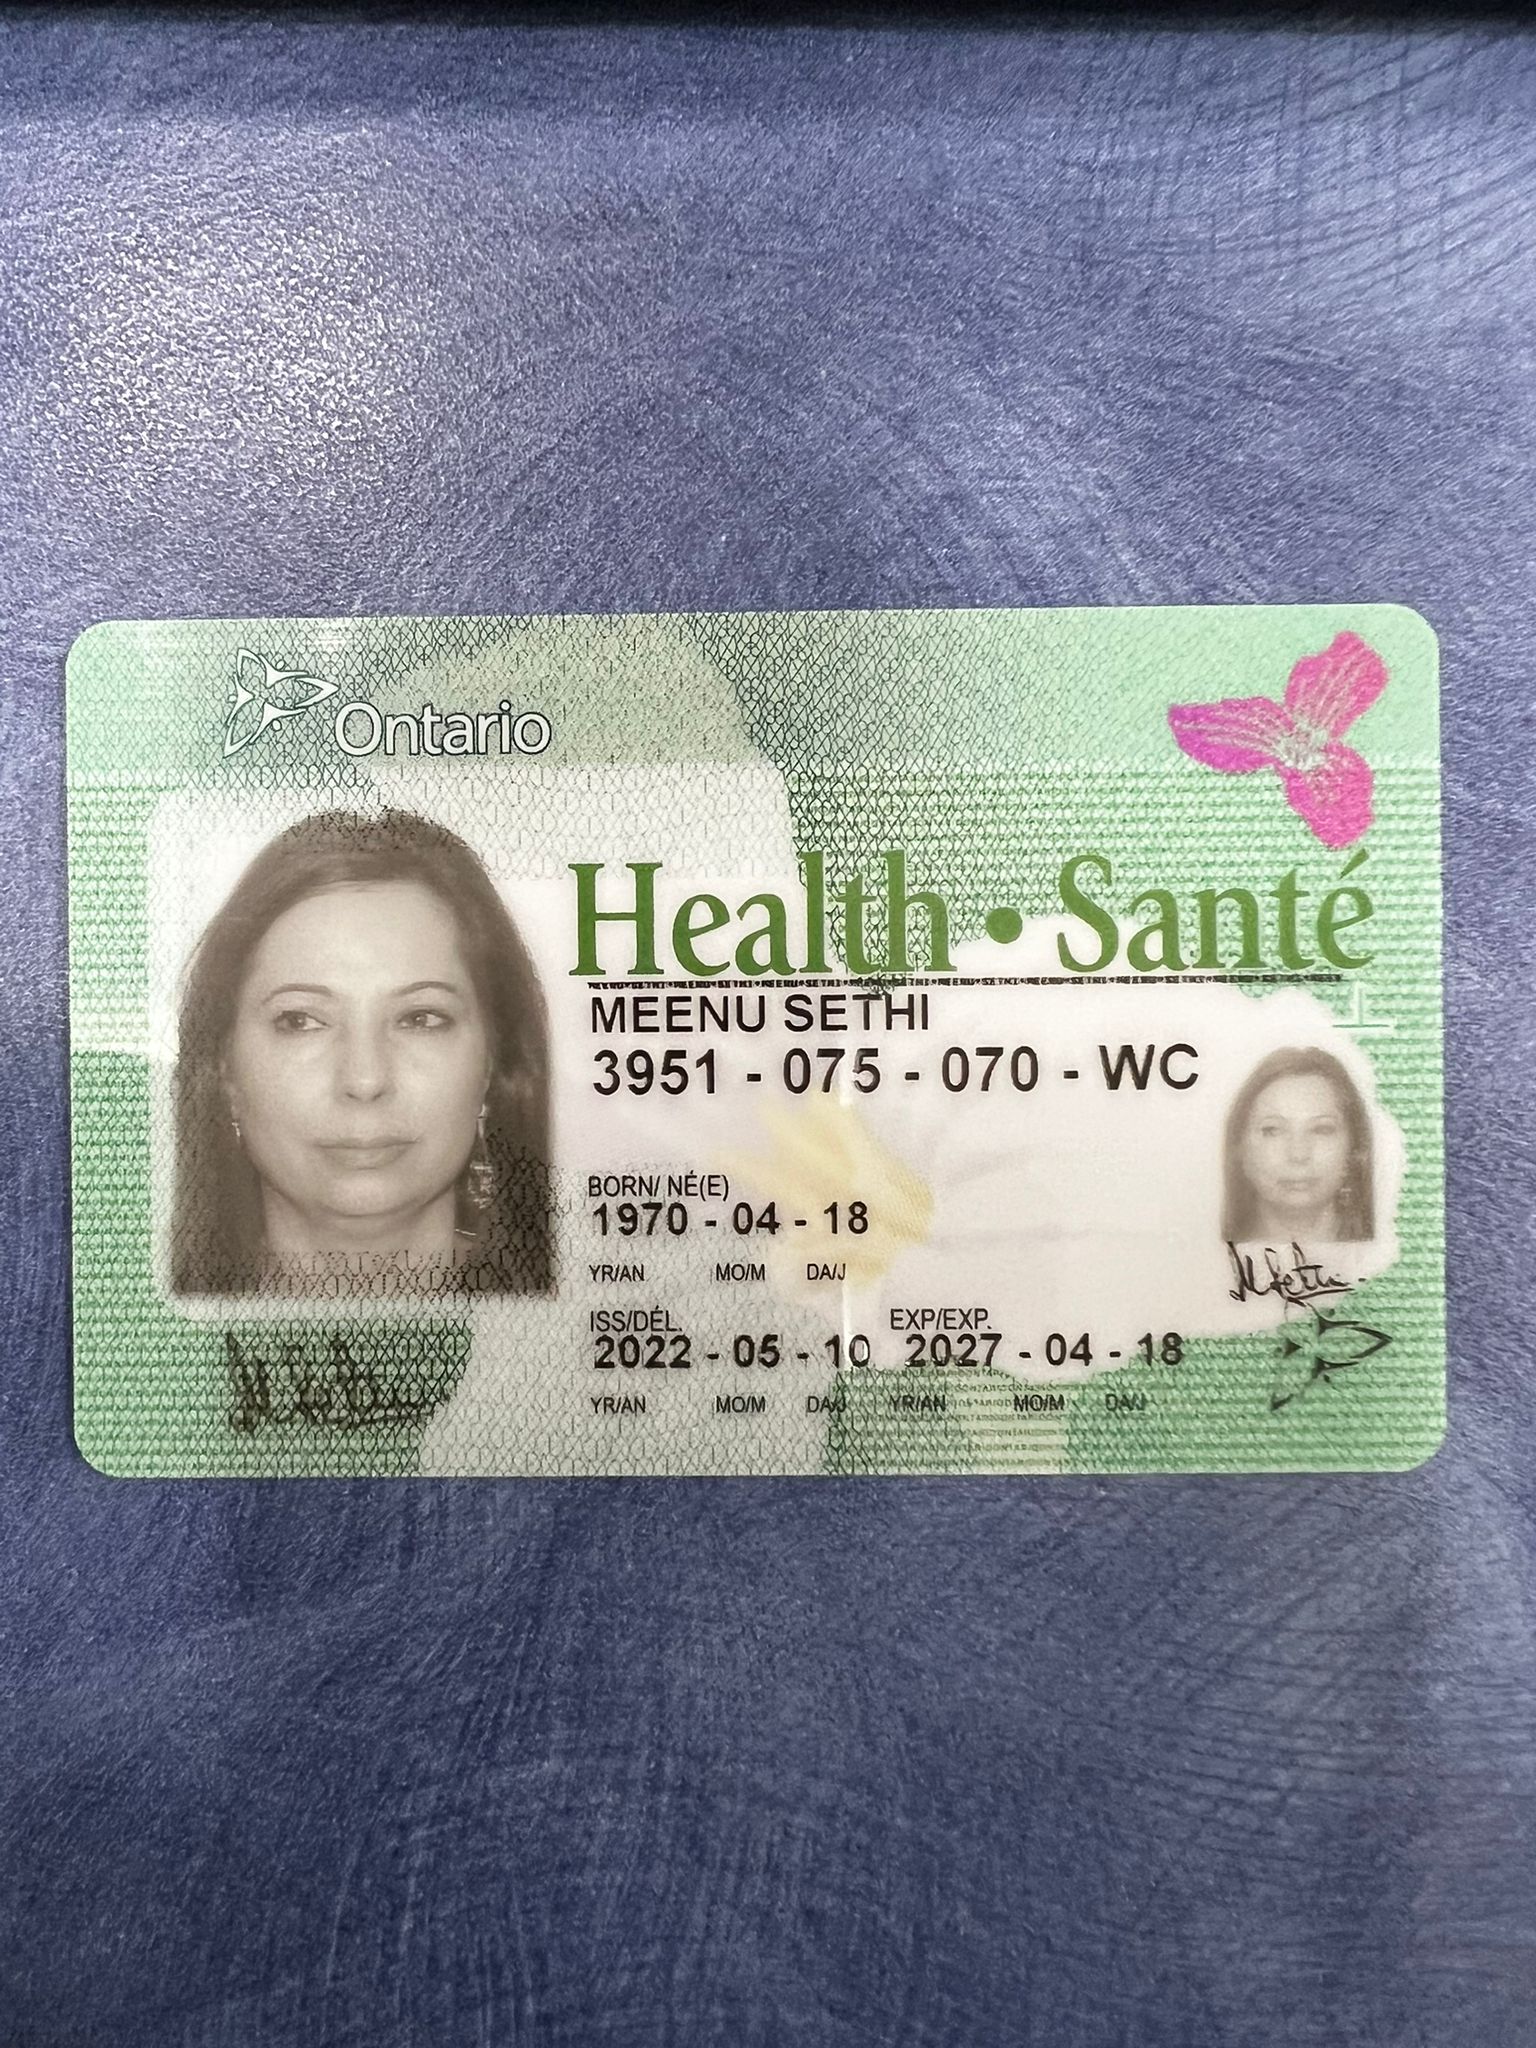 Ontario
Health • Santé
MEENU SETHI
3951 - 075 - 070 - WC
BORN/ NÉ(E)
1970 - 04 - 18
YR/AN MO/M DA/J
ISS/DÉL. EXP/EXP.
2022 - 05 - 10 2027 - 04 - 18
YR/AN MO/M DA/J YR/AN MO/M DA/J